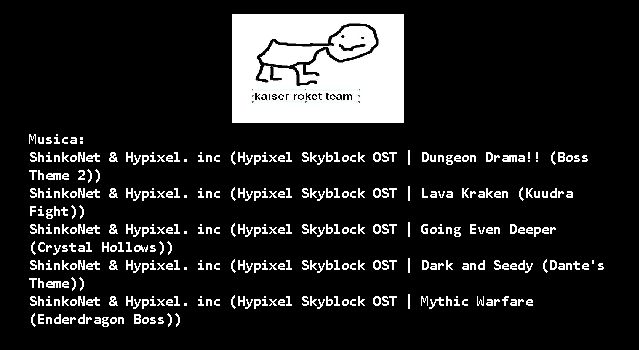 kaiser roket team
Musica:
ShinkoNet & Hypixel. inc (Hypixel Skyblock OST | Dungeon Drama!! (Boss
Theme 2))
ShinkoNet & Hypixel. inc (Hypixel Skyblock OST | Lava Kraken (Kuudra
Fight))
ShinkoNet & Hypixel. inc (Hypixel Skyblock OST | Going Even Deeper
(Crystal Hollows))
ShinkoNet & Hypixel. inc (Hypixel Skyblock OST | Dark and Seedy (Dante's
Theme))
ShinkoNet & Hypixel. inc (Hypixel Skyblock OST | Mythic Warfare
(Enderdragon Boss))